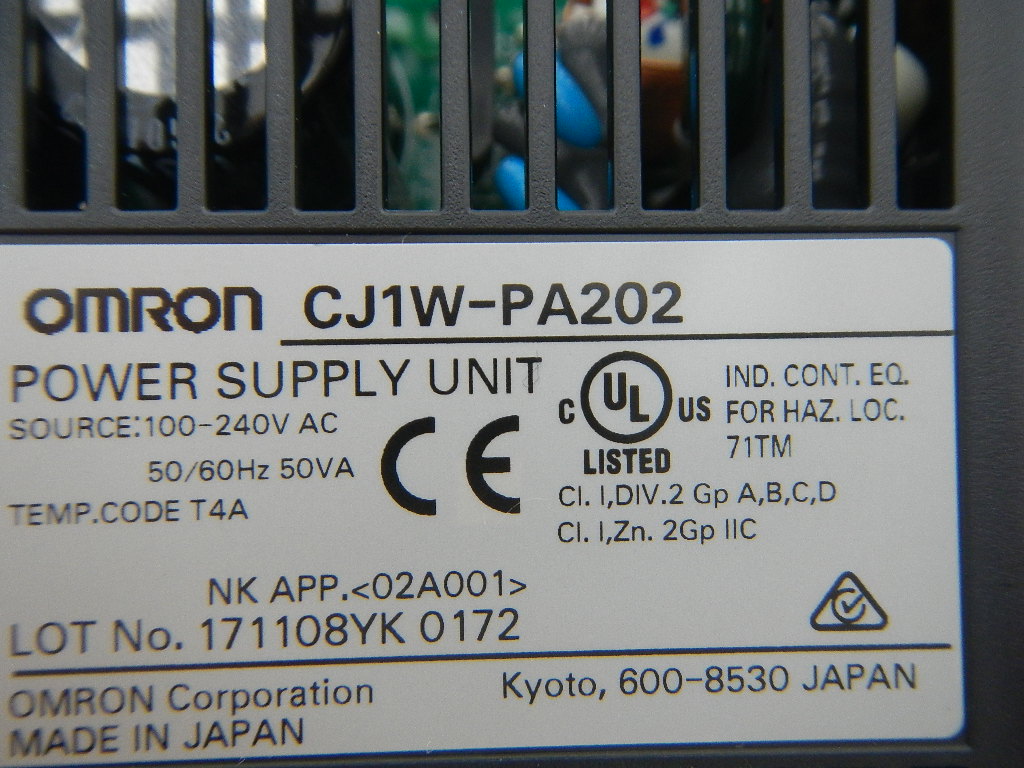 OMRON CJ1W-PA202
POWER SUPPLY UNIT
SOURCE:100-240V AC
50/60Hz 50VA
TEMP.CODE T4A
CE
C UL US
LISTED
IND. CONT. EQ.
FOR HAZ. LOC.
71TM
Cl. I,DIV.2 Gp A,B,C,D
Cl. I,Zn. 2Gp IIC
NK APP.<02A001>
LOT No. 171108YK 0172
OMRON Corporation
Kyoto, 600-8530 JAPAN
MADE IN JAPAN